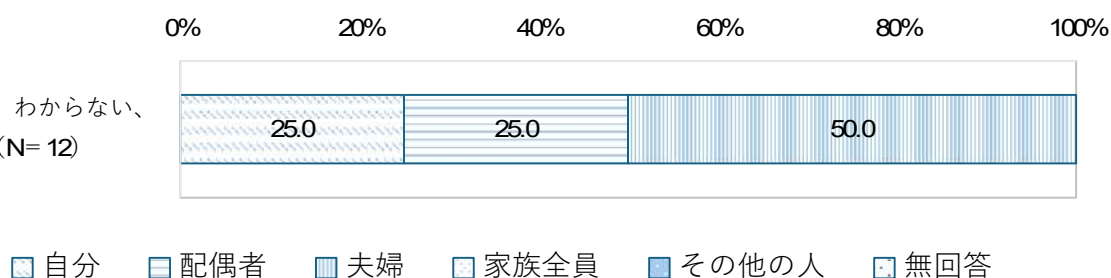 0% 20% 40% 60% 80% 100%
わからない、
(N= 12)
25.0 25.0 50.0
自分 配偶者 夫婦 家族全員 その他の人 無回答